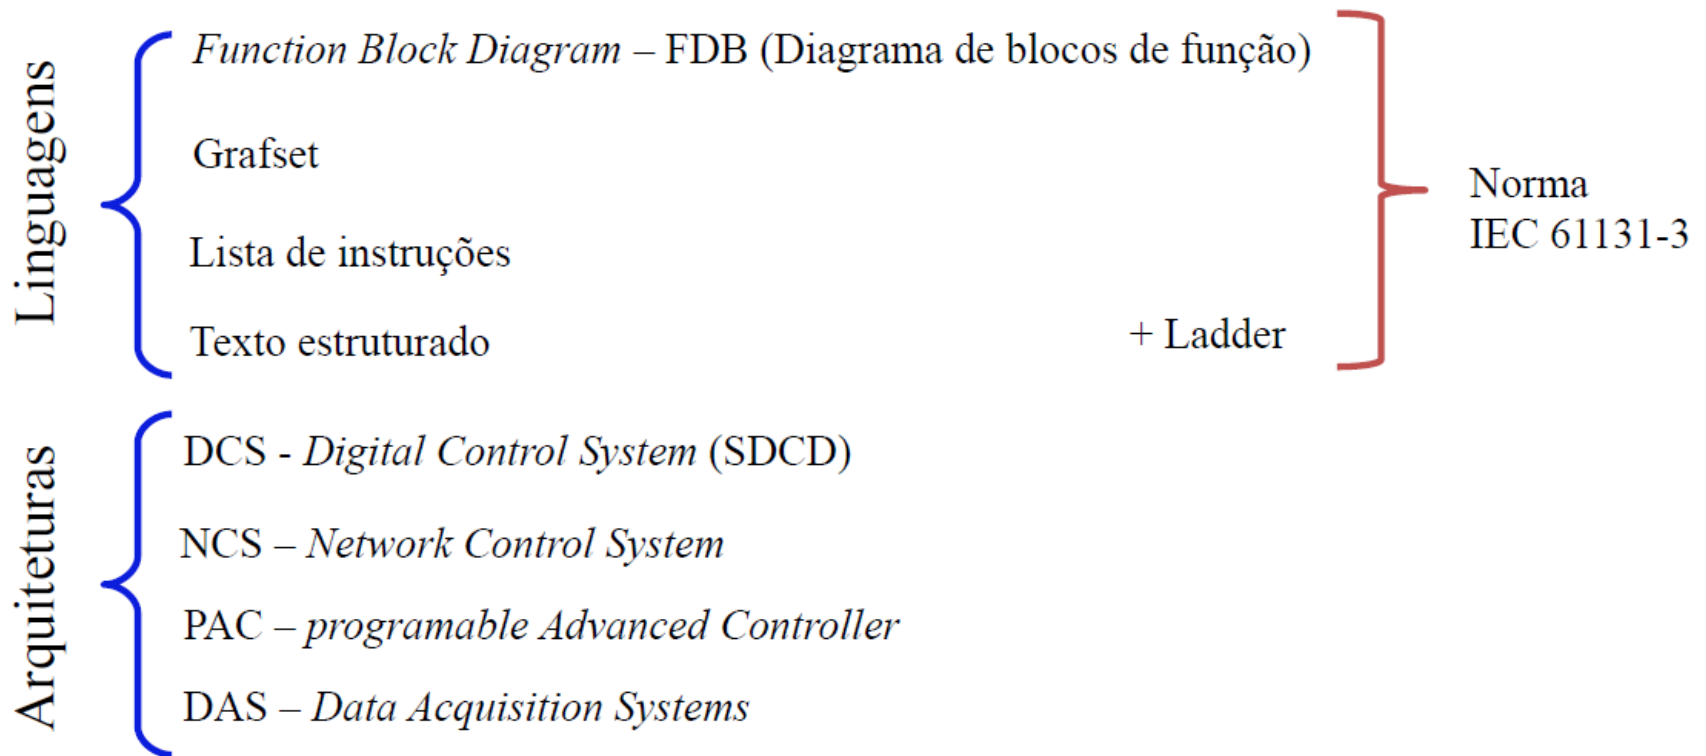 Linguagens
Function Block Diagram – FDB (Diagrama de blocos de função)
Grafset
Lista de instruções
Texto estruturado
+ Ladder
Norma
IEC 61131-3
Arquiteturas
DCS - Digital Control System (SDCD)
NCS – Network Control System
PAC – programable Advanced Controller
DAS – Data Acquisition Systems